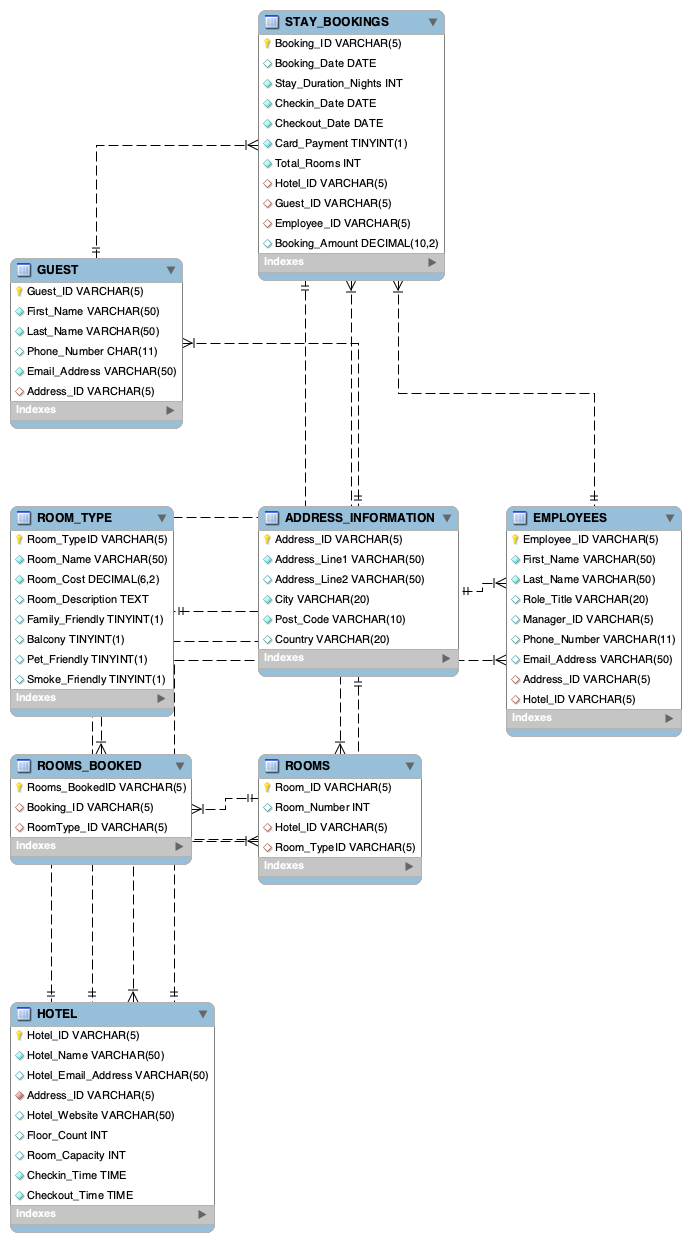 STAY_BOOKINGS
Booking_ID VARCHAR(5)
Booking_Date DATE
Stay_Duration_Nights INT
Checkin_Date DATE
Checkout_Date DATE
Card_Payment TINYINT(1)
Total_Rooms INT
Hotel_ID VARCHAR(5)
Guest_ID VARCHAR(5)
Employee_ID VARCHAR(5)
Booking_Amount DECIMAL(10,2)
Indexes
GUEST
Guest_ID VARCHAR(5)
First_Name VARCHAR(50)
Last_Name VARCHAR(50)
Phone_Number CHAR(11)
Email_Address VARCHAR(50)
Address_ID VARCHAR(5)
Indexes
ROOM_TYPE
Room_TypeID VARCHAR(5)
Room_Name VARCHAR(50)
Room_Cost DECIMAL(6,2)
Room_Description TEXT
Family_Friendly TINYINT(1)
Balcony TINYINT(1)
Pet_Friendly TINYINT(1)
Smoke_Friendly TINYINT(1)
Indexes
ADDRESS_INFORMATION
Address_ID VARCHAR(5)
Address_Line1 VARCHAR(50)
Address_Line2 VARCHAR(50)
City VARCHAR(20)
Post_Code VARCHAR(10)
Country VARCHAR(20)
Indexes
EMPLOYEES
Employee_ID VARCHAR(5)
First_Name VARCHAR(50)
Last_Name VARCHAR(50)
Role_Title VARCHAR(20)
Manager_ID VARCHAR(5)
Phone_Number VARCHAR(11)
Email_Address VARCHAR(50)
Address_ID VARCHAR(5)
Hotel_ID VARCHAR(5)
Indexes
ROOMS_BOOKED
Rooms_BookedID VARCHAR(5)
Booking_ID VARCHAR(5)
RoomType_ID VARCHAR(5)
Indexes
ROOMS
Room_ID VARCHAR(5)
Room_Number INT
Hotel_ID VARCHAR(5)
Room_TypeID VARCHAR(5)
Indexes
HOTEL
Hotel_ID VARCHAR(5)
Hotel_Name VARCHAR(50)
Hotel_Email_Address VARCHAR(50)
Address_ID VARCHAR(5)
Hotel_Website VARCHAR(50)
Floor_Count INT
Room_Capacity INT
Checkin_Time TIME
Checkout_Time TIME
Indexes